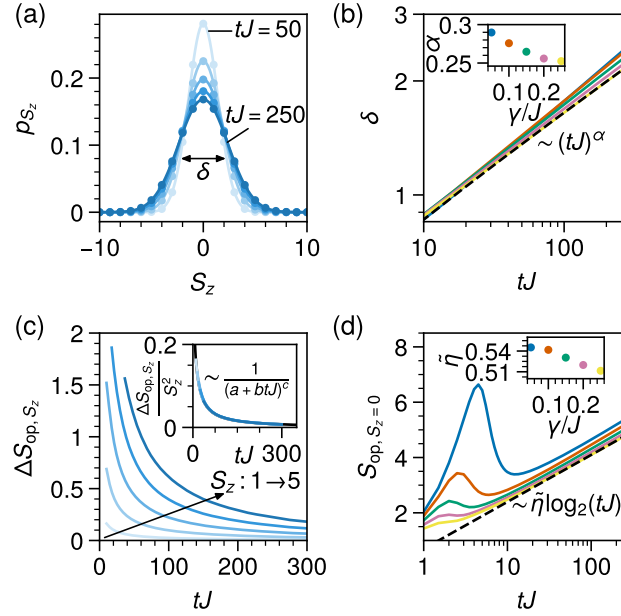 (a)
tJ = 50
tJ = 250
δ
p_{S_z}
0.2
0.1
0
−10
0
10
S_z
(b)
3
2
1
δ
10
100
tJ
~ (tJ)^α
α
0.3
0.25
0.1
0.2
γ/J
(c)
2
1.5
1
0.5
0
ΔS_{op, S_z}
0
100
200
300
tJ
S_z : 1→5
ΔS_{op, S_z} / S_z^2
0.2
0
0
300
tJ
~ 1 / (a + btJ)^c
(d)
8
6
4
2
S_{op, S_z = 0}
1
10
100
tJ
~ η̃ log_2(tJ)
η̃
0.54
0.51
0.1
0.2
γ/J